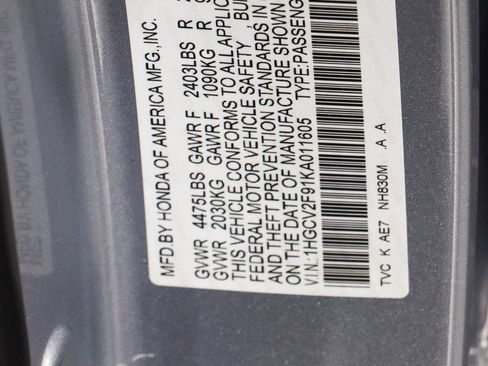 MFD.BY HONDA OF AMERICA MFG.,INC.
GVWR 4475LBS GAWR F 2403LBS R
GVWR 2030KG GAWR F 1090KG R
THIS VEHICLE CONFORMS TO ALL APPLIC
FEDERAL MOTOR VEHICLE SAFETY, BU
AND THEFT PREVENTION STANDARDS IN
ON THE DATE OF MANUFACTURE SHOWN
V.I.N.:1HGCV2F91KA011605 TYPE:PASSENG
TVC K AE7 NH830M .A .A